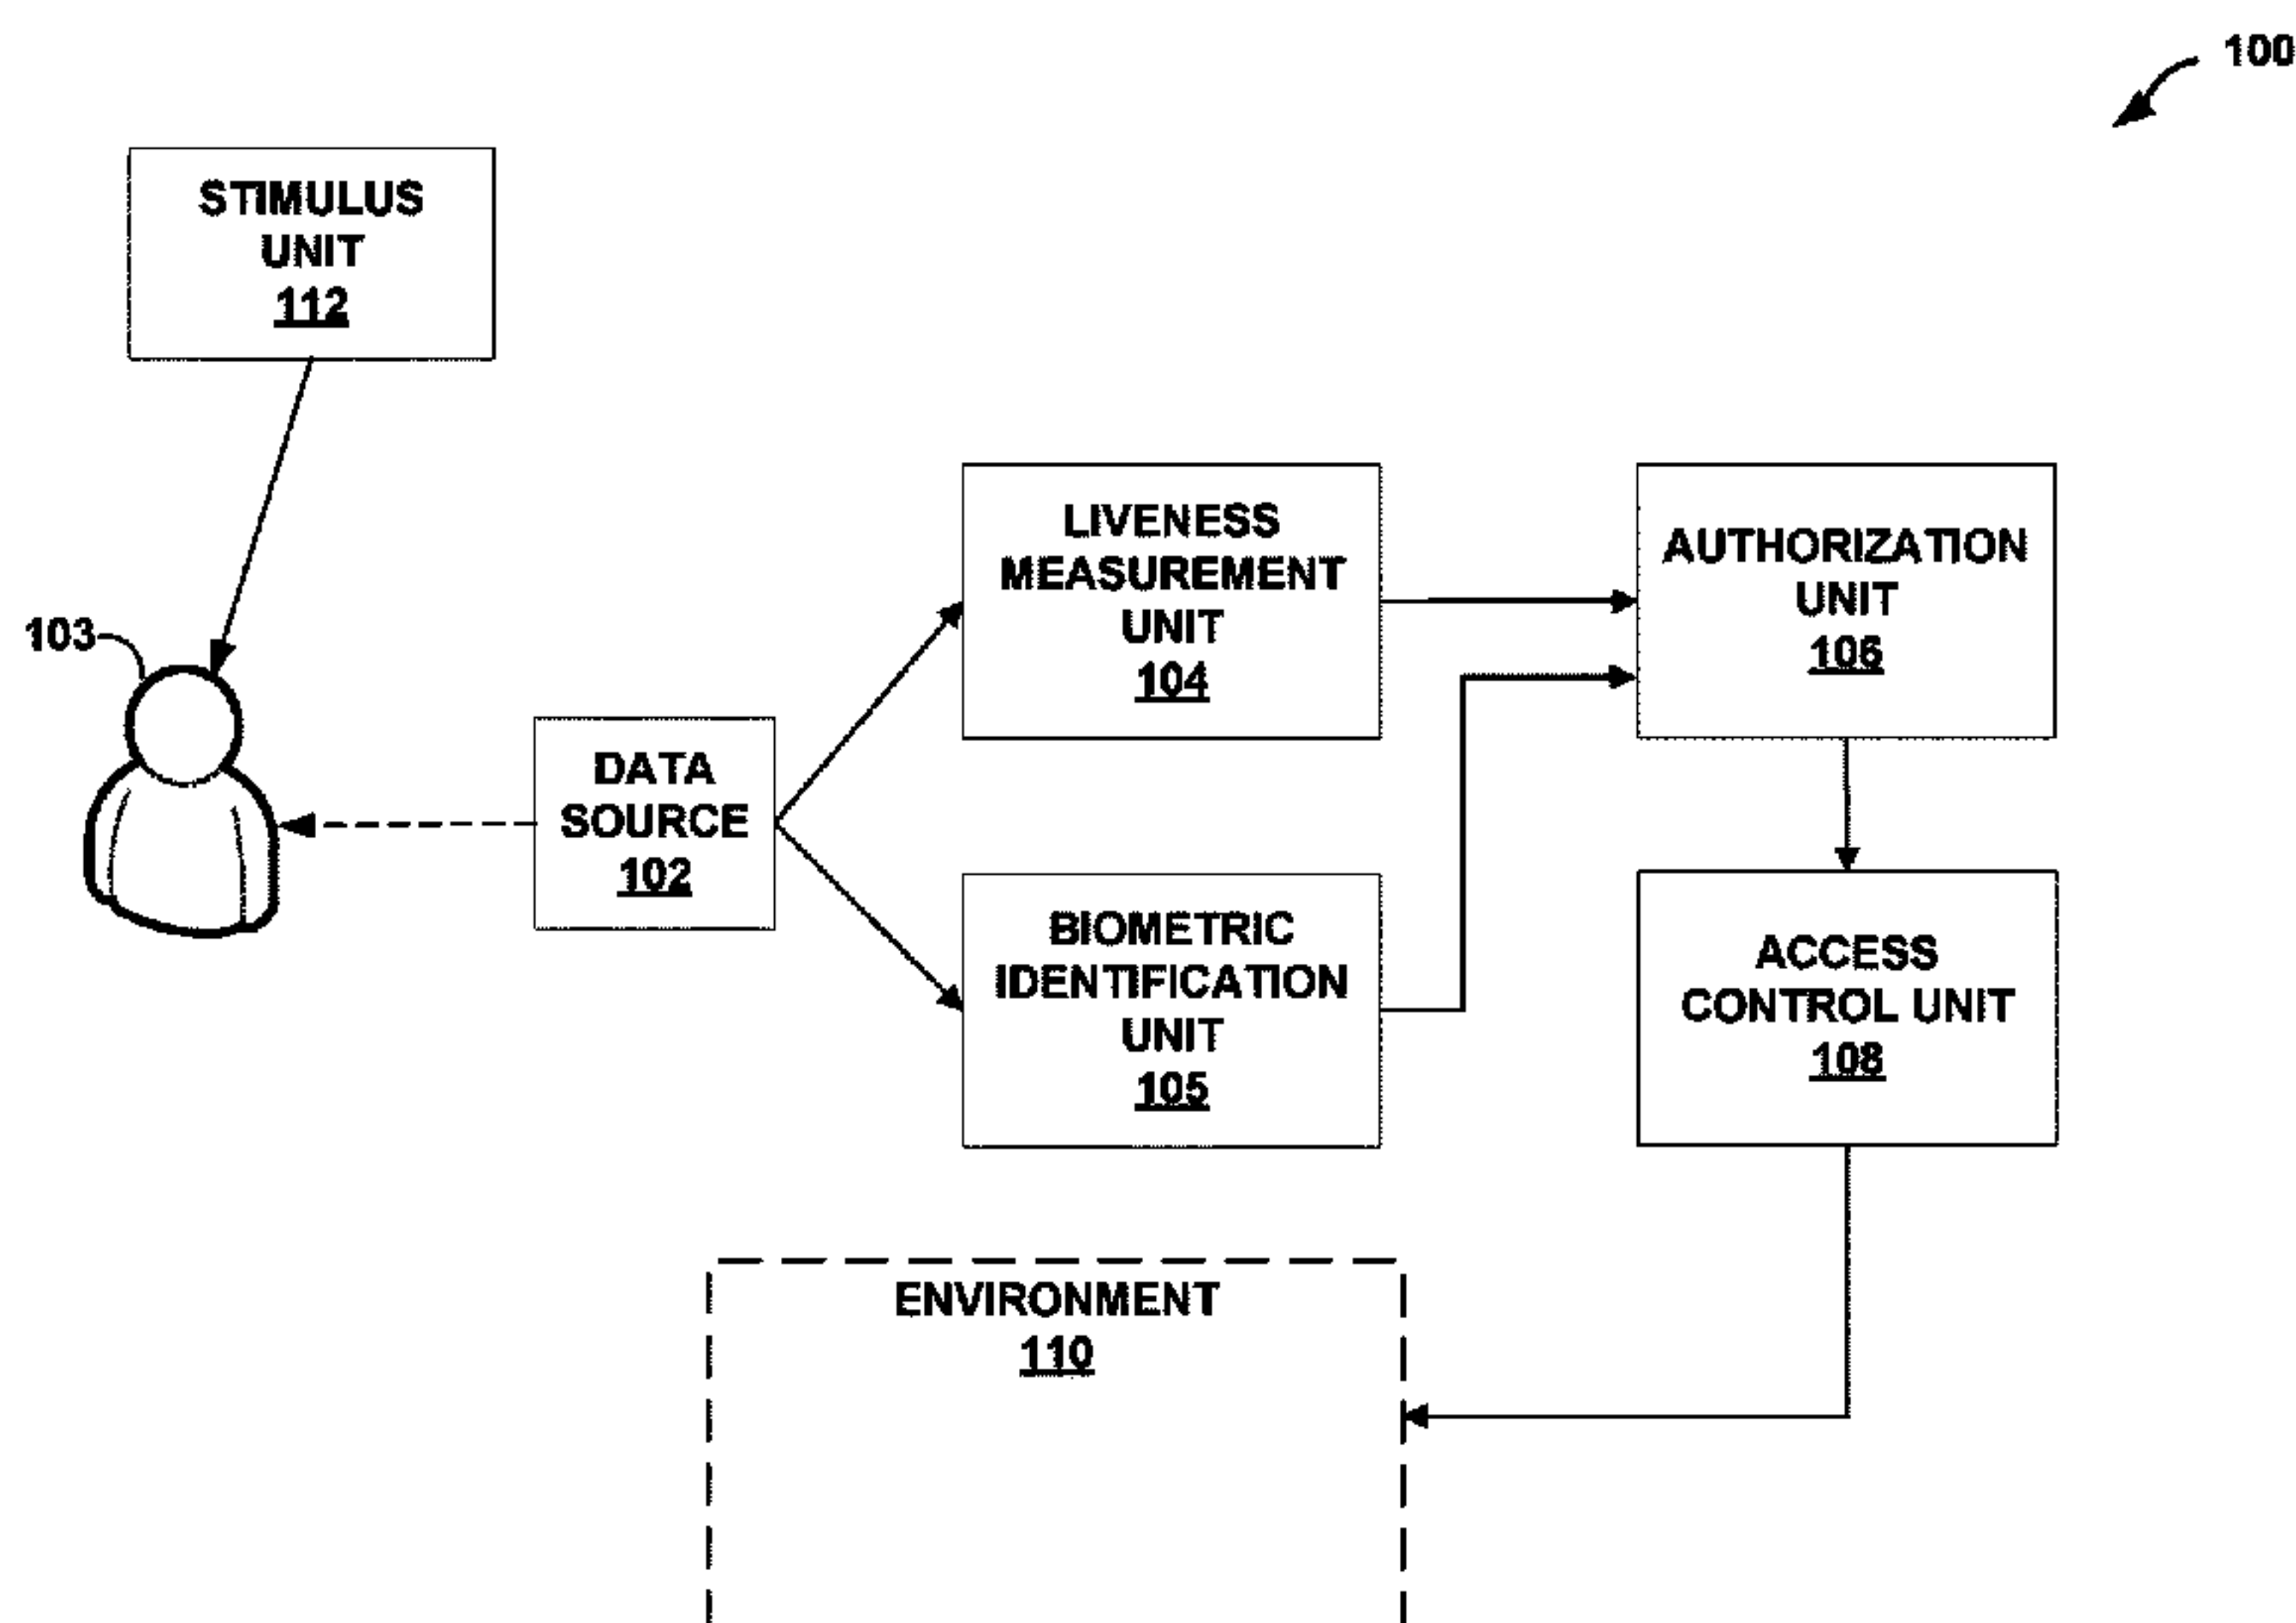 100
STIMULUS
UNIT
112
103
DATA
SOURCE
102
LIVENESS
MEASUREMENT
UNIT
104
BIOMETRIC
IDENTIFICATION
UNIT
105
AUTHORIZATION
UNIT
106
ACCESS
CONTROL UNIT
108
ENVIRONMENT
110